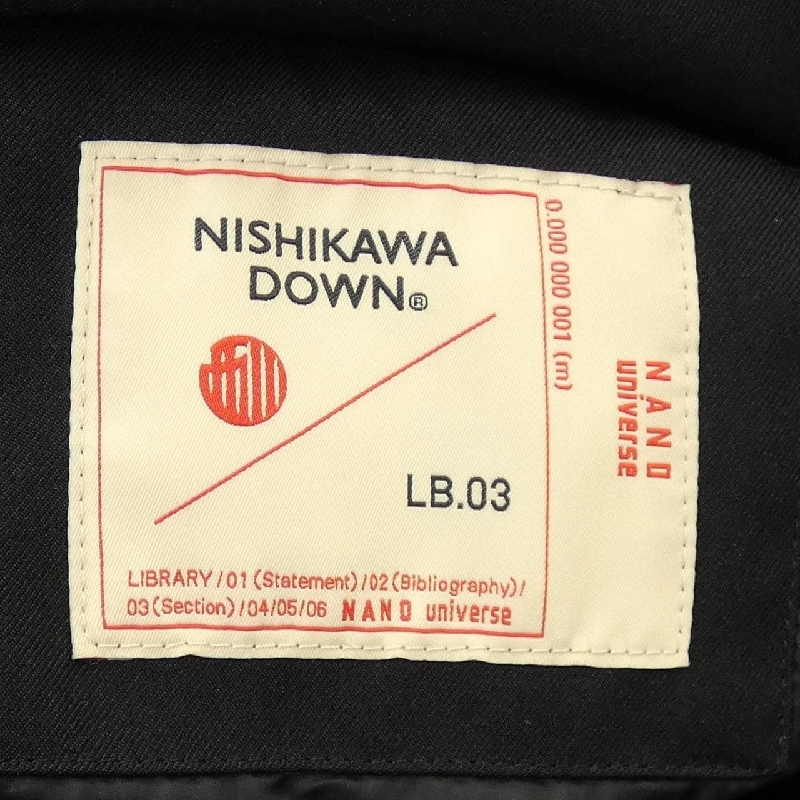 NISHIKAWA
DOWN®
LB.03
LIBRARY/01 (Statement)/02(Bibliography)/
03(Section)/04/05/06 NANO universe
0.000 000 001 (m)
NANO
universe